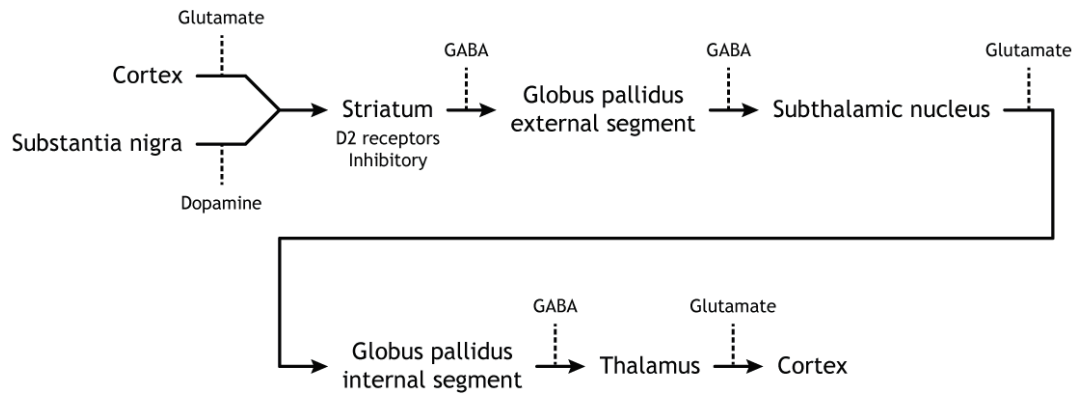 Glutamate
Cortex
Substantia nigra
Dopamine
Striatum
D2 receptors
Inhibitory
GABA
Globus pallidus
external segment
GABA
Subthalamic nucleus
Glutamate
Globus pallidus
internal segment
GABA
Thalamus
Glutamate
Cortex